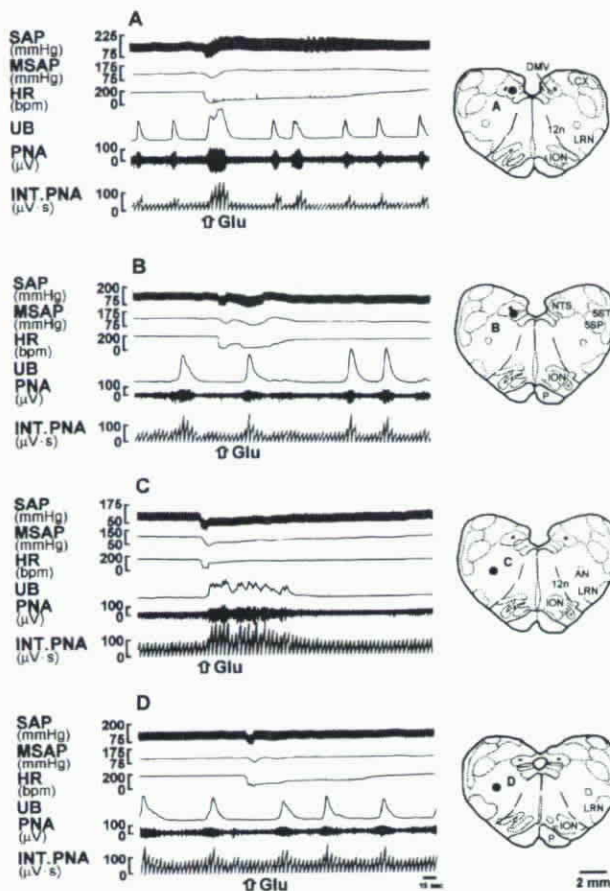 A
SAP 225
(mmHg) 75
MSAP 175
(mmHg) 75
HR 200
(bpm) 0
UB
PNA 100
(μV) 0
INT.PNA 100
(μV·s) 0
Glu
DMV
CX
A
12n
LRN
ION
B
SAP 200
(mmHg) 75
MSAP 175
(mmHg) 75
HR 200
(bpm) 0
UB
PNA 100
(μV) 0
INT.PNA 100
(μV·s) 0
Glu
NTS
5ST
5SP
B
ION
P
C
SAP 175
(mmHg) 50
MSAP 150
(mmHg) 50
HR 200
(bpm) 0
UB
PNA 100
(μV) 0
INT.PNA 100
(μV·s) 0
Glu
C
AN
12n
LRN
ION
D
SAP 200
(mmHg) 75
MSAP 175
(mmHg) 75
HR 200
(bpm) 0
UB
PNA 100
(μV) 0
INT.PNA 100
(μV·s) 0
Glu
D
LRN
ION
P
2 mm